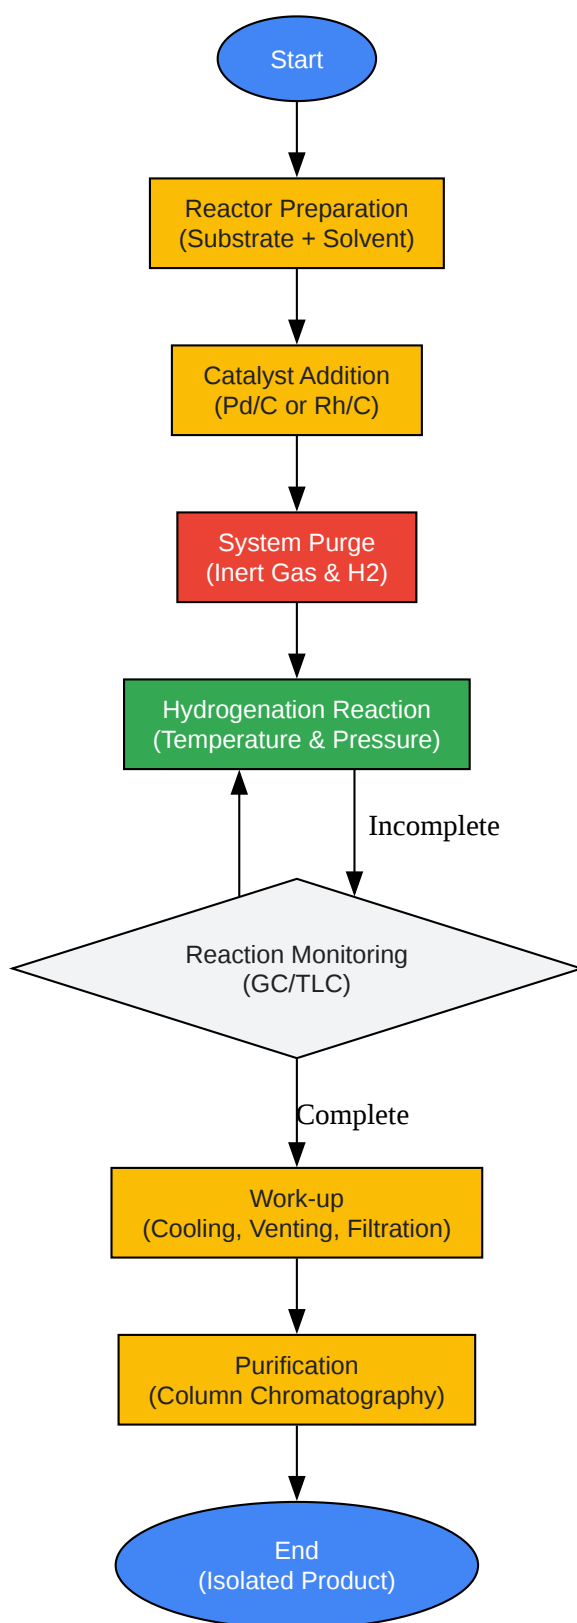 Start
Reactor Preparation
(Substrate + Solvent)
Catalyst Addition
(Pd/C or Rh/C)
System Purge
(Inert Gas & H2)
Hydrogenation Reaction
(Temperature & Pressure)
Incomplete
Reaction Monitoring
(GC/TLC)
Complete
Work-up
(Cooling, Venting, Filtration)
Purification
(Column Chromatography)
End
(Isolated Product)